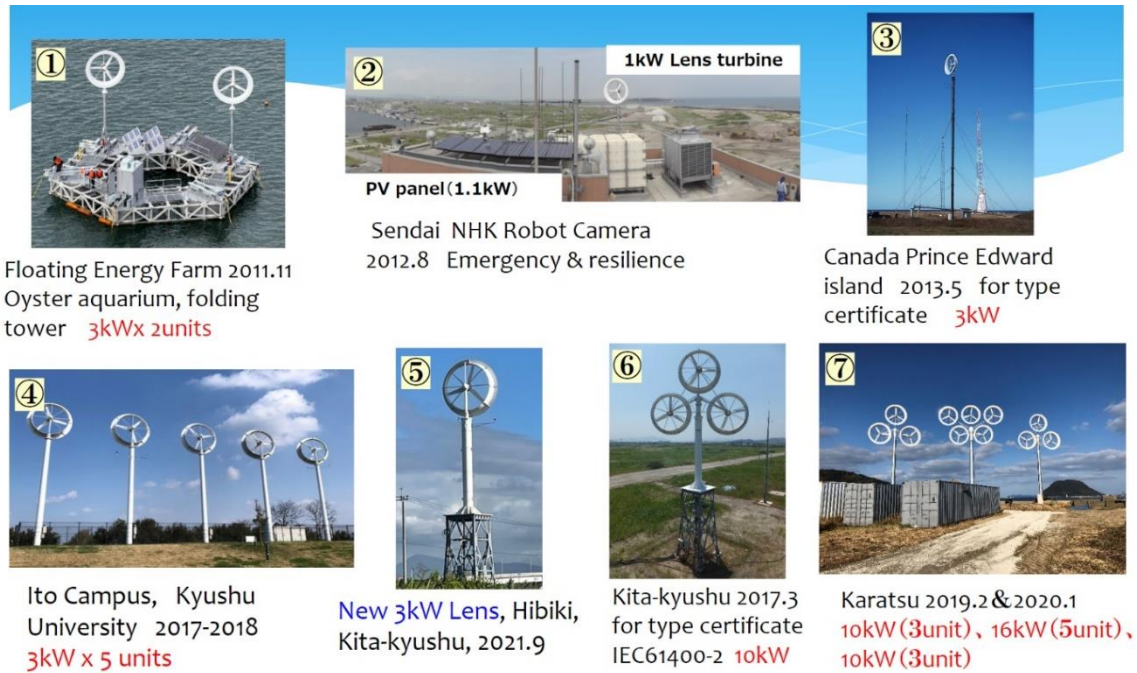 ①
Floating Energy Farm 2011.11
Oyster aquarium, folding
tower 3kWx 2units
②
1kW Lens turbine
PV panel(1.1kW)
Sendai NHK Robot Camera
2012.8 Emergency & resilience
③
Canada Prince Edward
island 2013.5 for type
certificate 3kW
④
Ito Campus, Kyushu
University 2017-2018
3kW x 5 units
⑤
New 3kW Lens, Hibiki,
Kita-kyushu, 2021.9
⑥
Kita-kyushu 2017.3
for type certificate
IEC61400-2 10kW
⑦
Karatsu 2019.2&2020.1
10kW(3unit)、16kW(5unit)、
10kW(3unit)